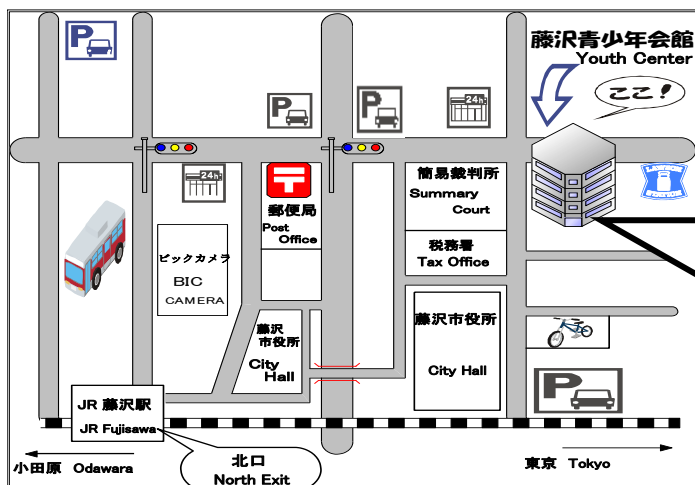 藤沢青少年会館
Youth Center
ここ！
P
P
P
24h
24h
簡易裁判所
Summary
Court
郵便局
Post
Office
税務署
Tax Office
ビックカメラ
BIC
CAMERA
藤沢
市役所
City
Hall
藤沢市役所
City Hall
P
JR 藤沢駅
JR Fujisawa
北口
North Exit
小田原 Odawara
東京 Tokyo